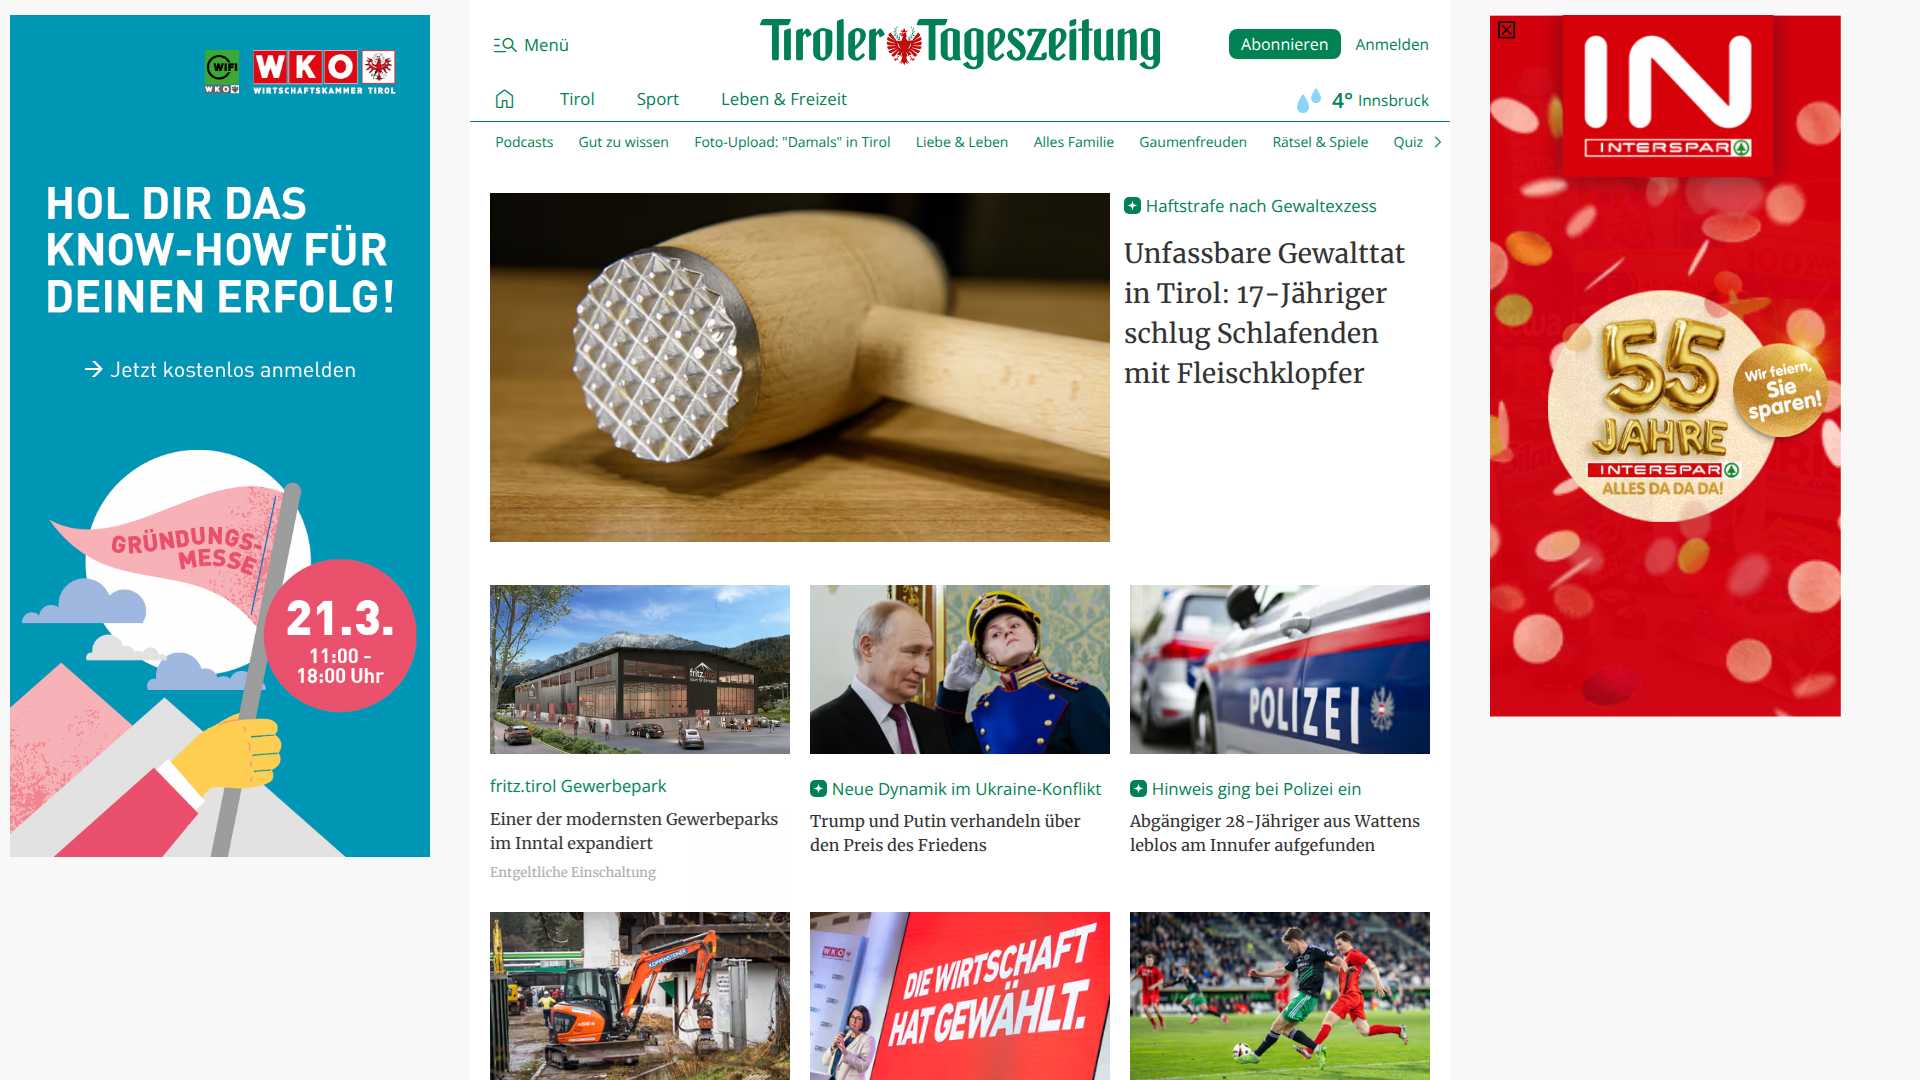 WIFI
WKO
WKO
WIRTSCHAFTSKAMMER TIROL
HOL DIR DAS
KNOW-HOW FÜR
DEINEN ERFOLG!
→ Jetzt kostenlos anmelden
GRÜNDUNGS-
MESSE
21.3.
11:00 -
18:00 Uhr
Menü
Tiroler Tageszeitung
Abonnieren
Anmelden
Tirol
Sport
Leben & Freizeit
4° Innsbruck
Podcasts
Gut zu wissen
Foto-Upload: "Damals" in Tirol
Liebe & Leben
Alles Familie
Gaumenfreuden
Rätsel & Spiele
Quiz
Haftstrafe nach Gewaltexzess
Unfassbare Gewalttat
in Tirol: 17-Jähriger
schlug Schlafenden
mit Fleischklopfer
fritz.tirol
fritz.tirol Gewerbepark
Einer der modernsten Gewerbeparks
im Inntal expandiert
Entgeltliche Einschaltung
Neue Dynamik im Ukraine-Konflikt
Trump und Putin verhandeln über
den Preis des Friedens
POLIZEI
Hinweis ging bei Polizei ein
Abgängiger 28-Jähriger aus Wattens
leblos am Innufer aufgefunden
WKO
DIE WIRTSCHAFT
HAT GEWÄHLT.
IN
INTERSPAR
55
JAHRE
INTERSPAR
ALLES DA DA DA!
Wir feiern,
Sie
sparen!